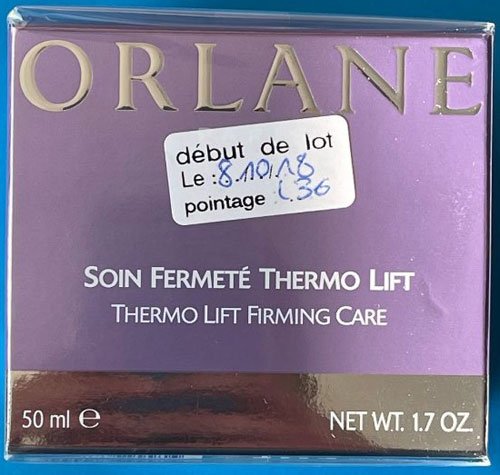 ORLANE
début de lot
Le : 8.10.18
pointage
SOIN FERMETÉ THERMO LIFT
THERMO LIFT FIRMING CARE
50 ml ℮
NET WT. 1.7 OZ.